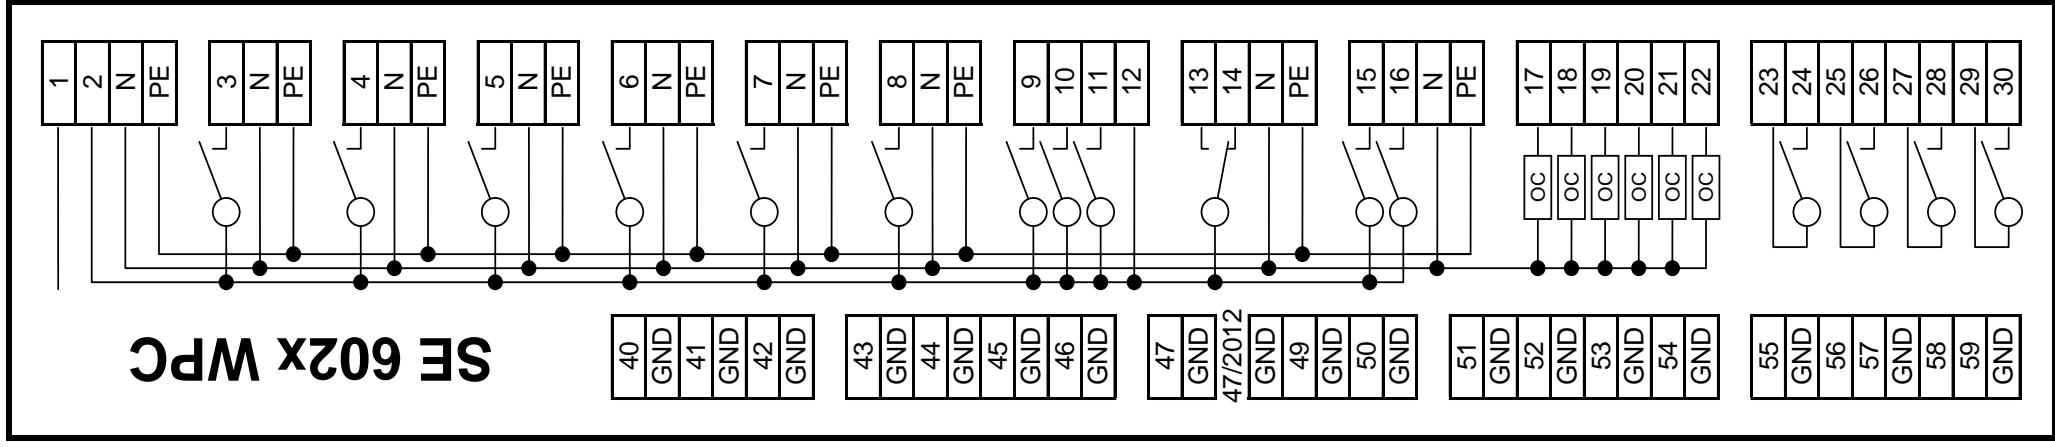 1 2 N PE
3 N PE
4 N PE
5 N PE
6 N PE
7 N PE
8 N PE
9 10 11 12
13 14 N PE
15 16 N PE
17 18 19 20 21 22
23 24 25 26 27 28 29 30
OC OC OC OC OC OC
SE 602x WPC
40 GND 41 GND 42 GND
43 GND 44 GND 45 GND 46 GND
47 GND
47/2012
GND 49 GND 50 GND
51 GND 52 GND 53 GND 54 GND
55 GND 56 57 GND 58 59 GND